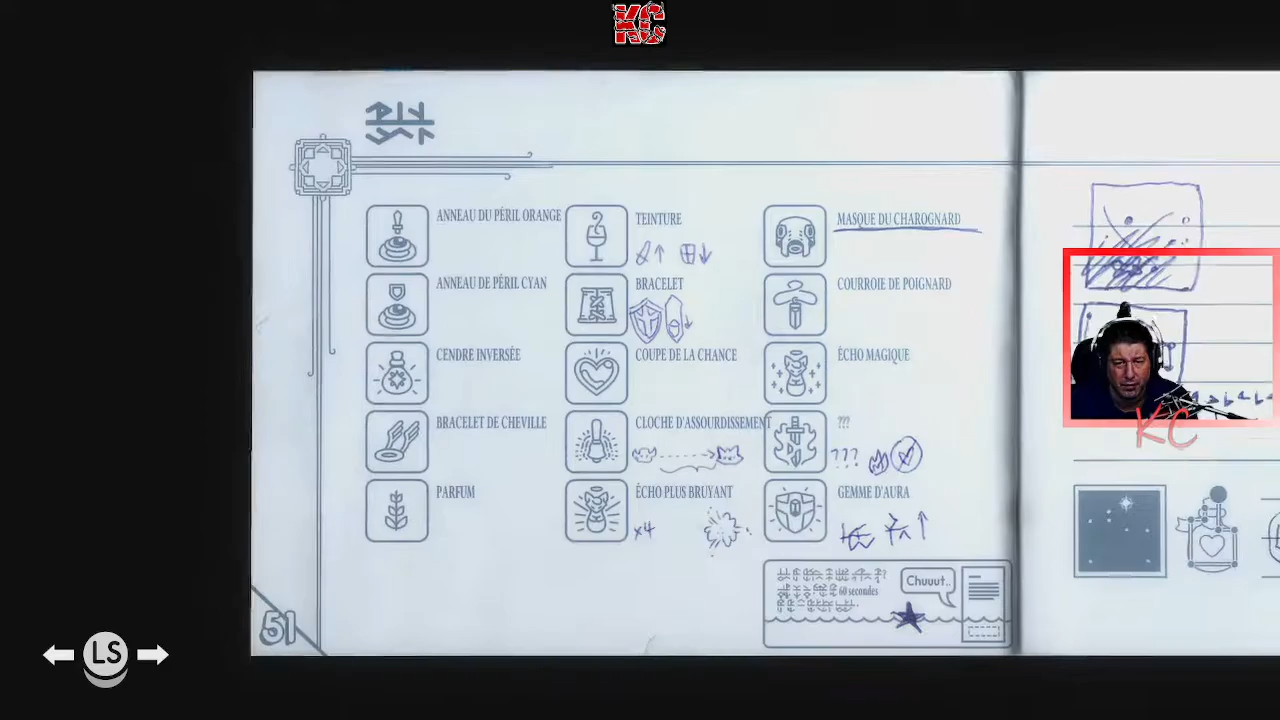 KC
ANNEAU DU PÉRIL ORANGE
ANNEAU DE PÉRIL CYAN
CENDRE INVERSÉE
BRACELET DE CHEVILLE
PARFUM
TEINTURE
BRACELET
COUPE DE LA CHANCE
CLOCHE D'ASSOURDISSEMENT
ÉCHO PLUS BRUYANT
x4
MASQUE DU CHAROGNARD
COURROIE DE POIGNARD
ÉCHO MAGIQUE
???
???
GEMME D'AURA
60 secondes
Chuuut..
51
LS
KC